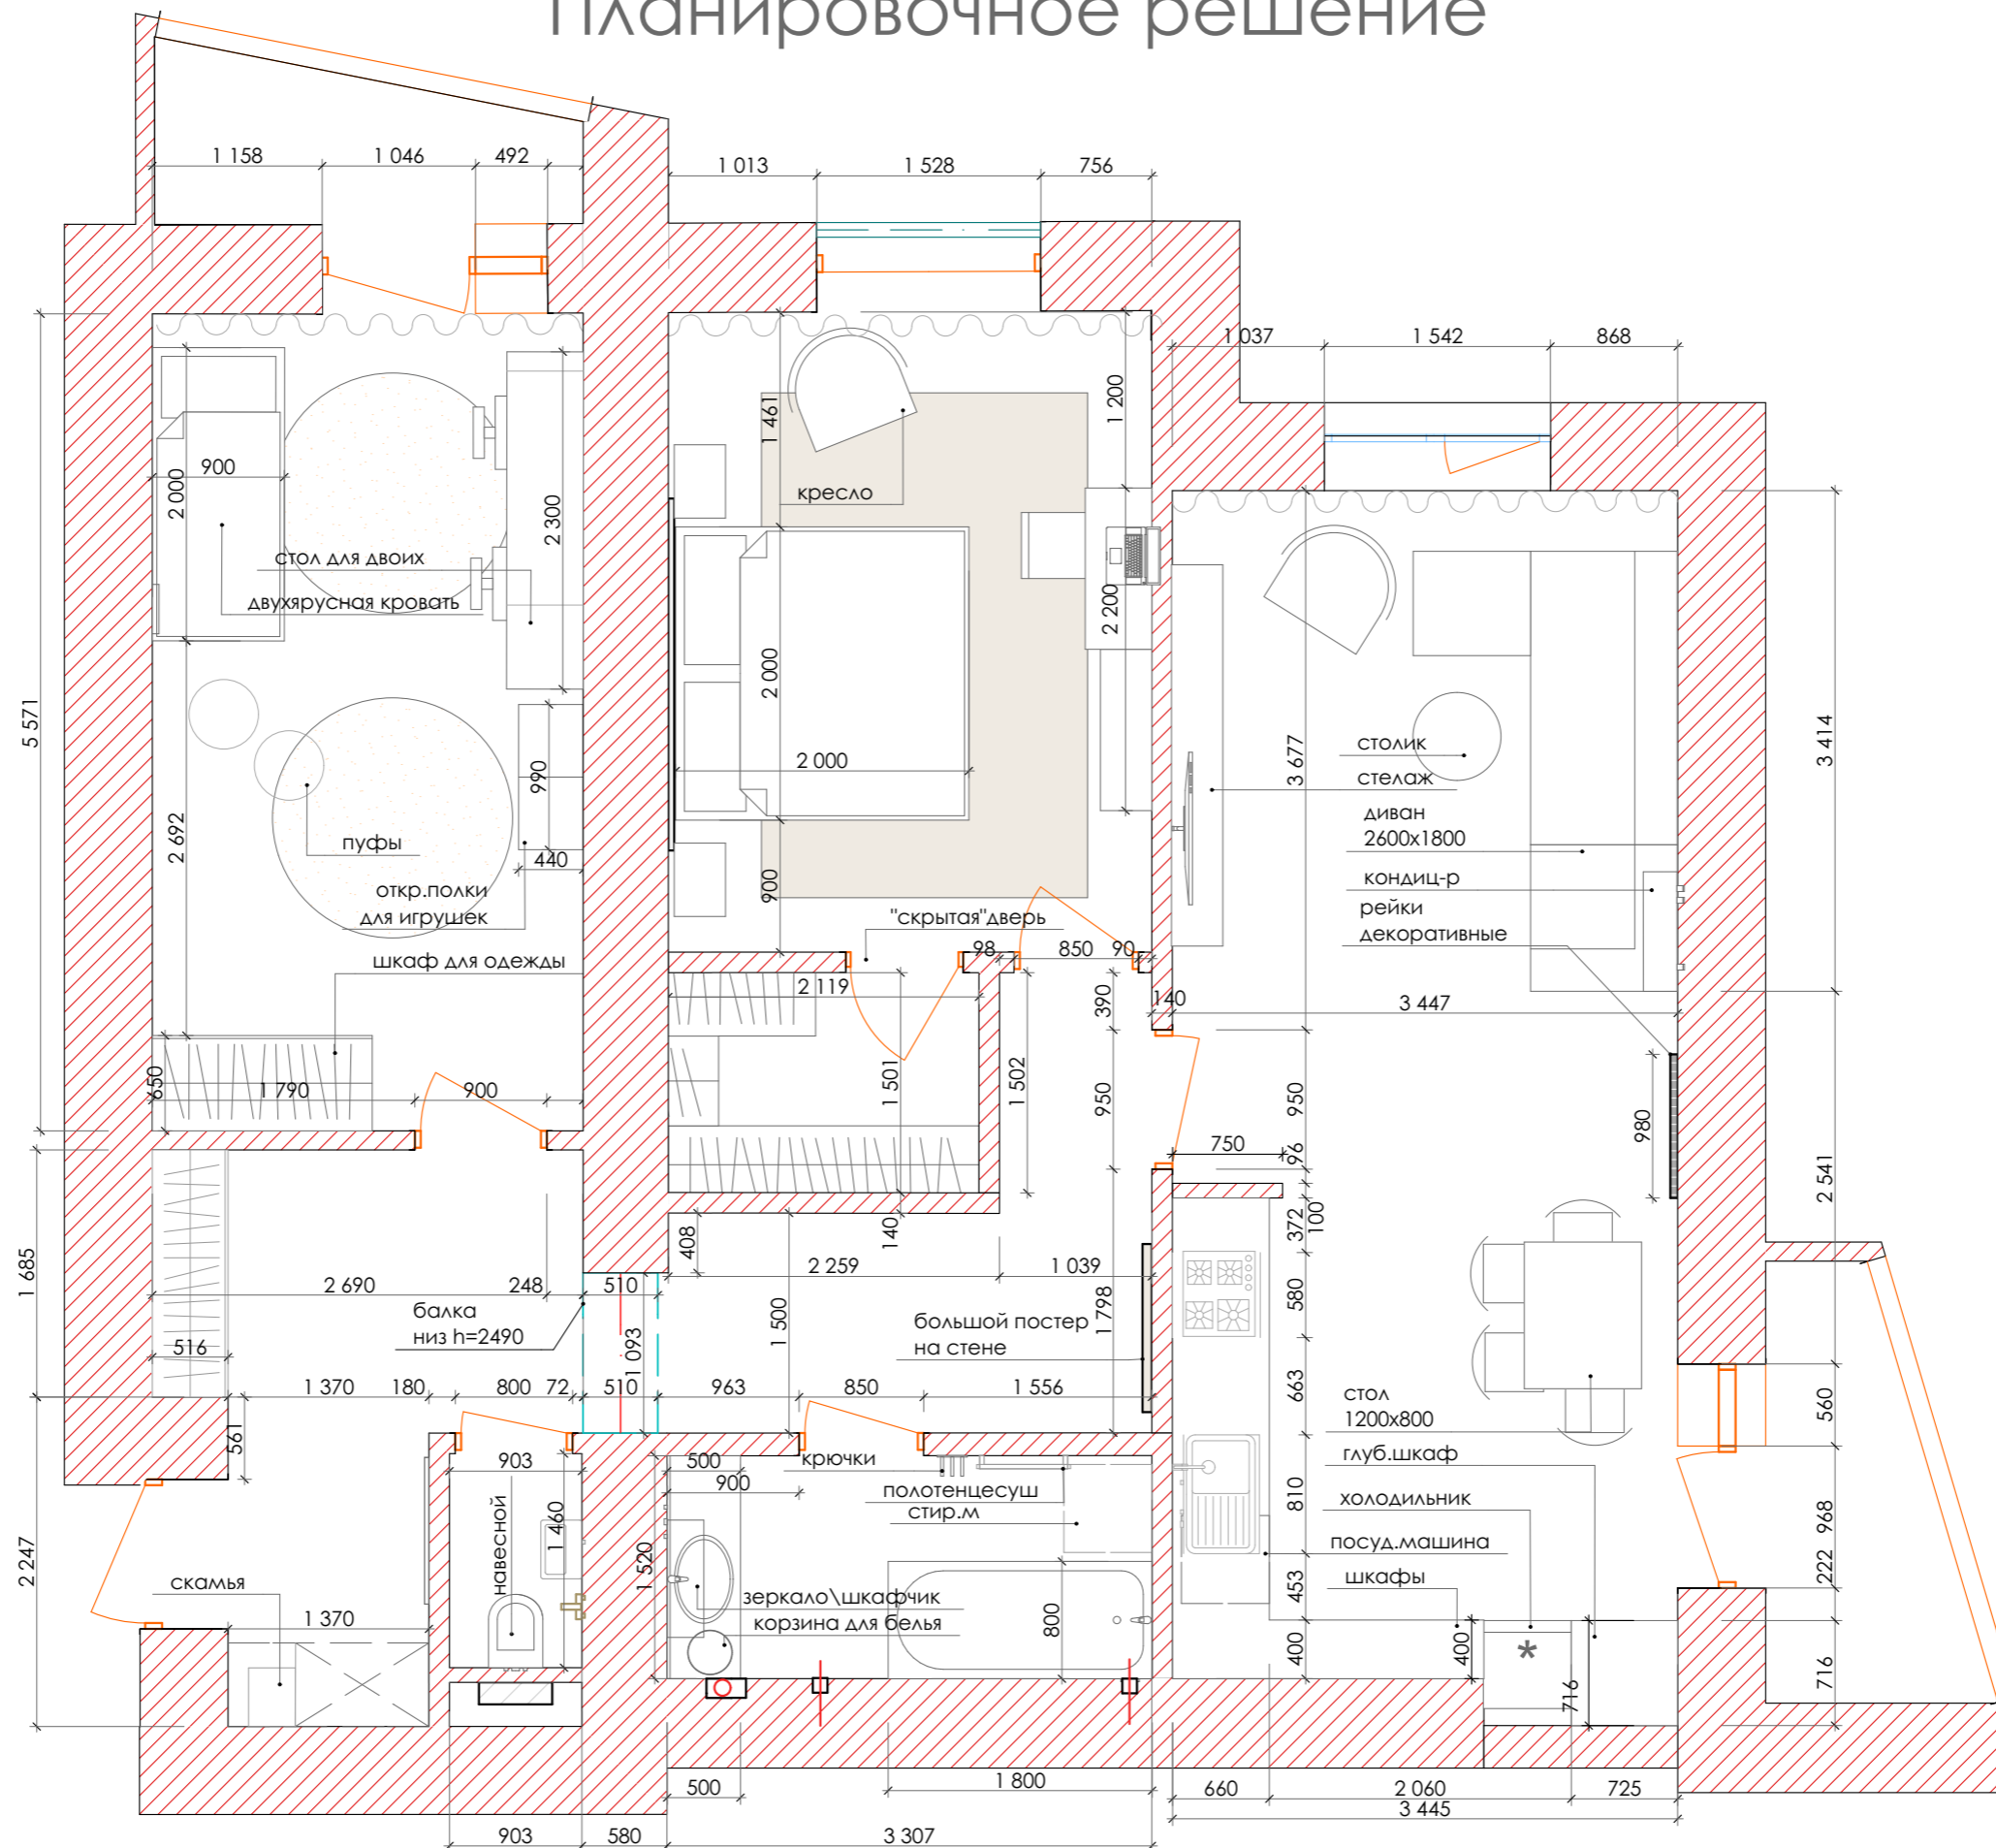 Планировочное решение
1 158
1 046
492
1 013
1 528
756
1 037
1 542
868
5 571
2 000
900
2 300
стол для двоих
двухярусная кровать
2 692
990
пуфы
440
откр.полки
для игрушек
шкаф для одежды
650
1 790
900
1 461
1 200
кресло
2 000
2 200
2 000
900
"скрытая"дверь
98
850
90
2 119
390
140
1 501
1 502
950
3 677
столик
стелаж
диван
2600х1800
кондиц-р
рейки
декоративные
3 414
3 447
950
980
750
96
2 541
372
100
1 685
2 690
248
510
балка
низ h=2490
516
1 093
408
140
2 259
1 039
1 500
1 798
большой постер
на стене
580
663
стол
1200х800
560
1 370
180
800
72
510
963
850
1 556
561
903
500
900
крючки
полотенцесуш
стир.м
глуб.шкаф
холодильник
посуд.машина
шкафы
810
968
2 247
навесной
1 460
1 520
скамья
1 370
зеркало\шкафчик
корзина для белья
800
453
222
400
400
*
716
716
500
1 800
660
2 060
725
3 445
903
580
3 307